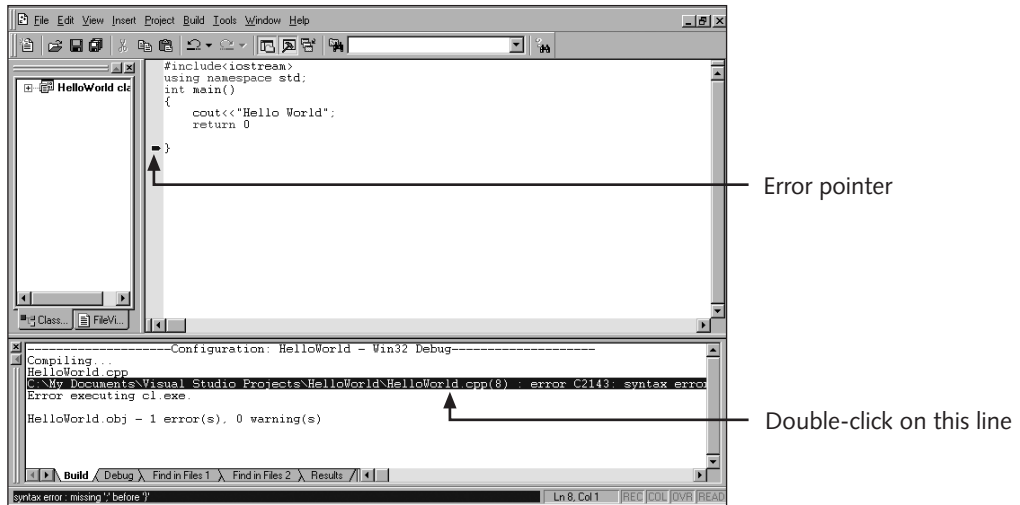 File Edit View Insert Project Build Tools Window Help
HelloWorld cla
#include<iostream>
using namespace std;
int main()
{
cout<<"Hello World";
return 0
}
Error pointer
Class... FileVi...
--------------------Configuration: HelloWorld - Win32 Debug--------------------
Compiling...
HelloWorld.cpp
C:\My Documents\Visual Studio Projects\HelloWorld\HelloWorld.cpp(8) : error C2143: syntax error
Error executing cl.exe.
HelloWorld.obj - 1 error(s), 0 warning(s)
Double-click on this line
Build Debug Find in Files 1 Find in Files 2 Results
syntax error : missing ';' before '}' Ln 8, Col 1 REC COL OVR READ